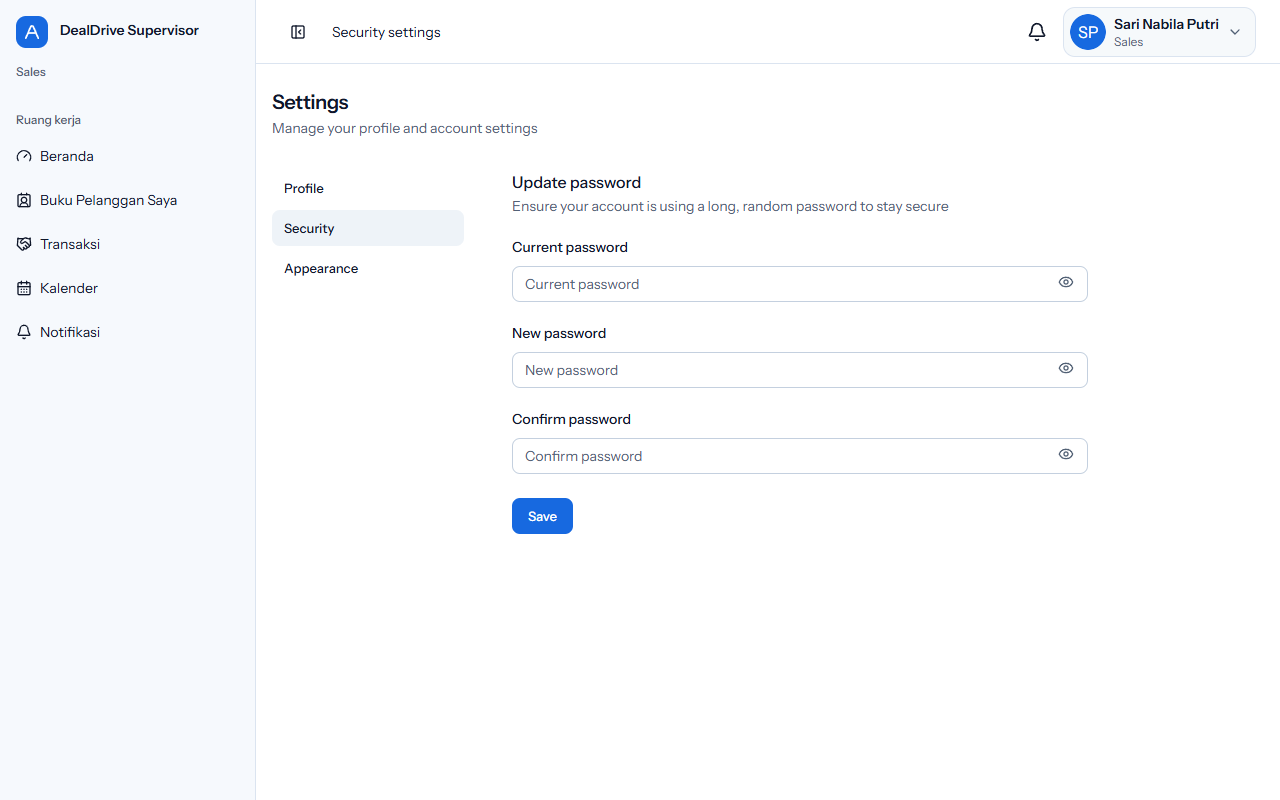 DealDrive Supervisor
Sales
Ruang kerja
Beranda
Buku Pelanggan Saya
Transaksi
Kalender
Notifikasi
Security settings
SP
Sari Nabila Putri
Sales
Settings
Manage your profile and account settings
Profile
Security
Appearance
Update password
Ensure your account is using a long, random password to stay secure
Current password
Current password
New password
New password
Confirm password
Confirm password
Save